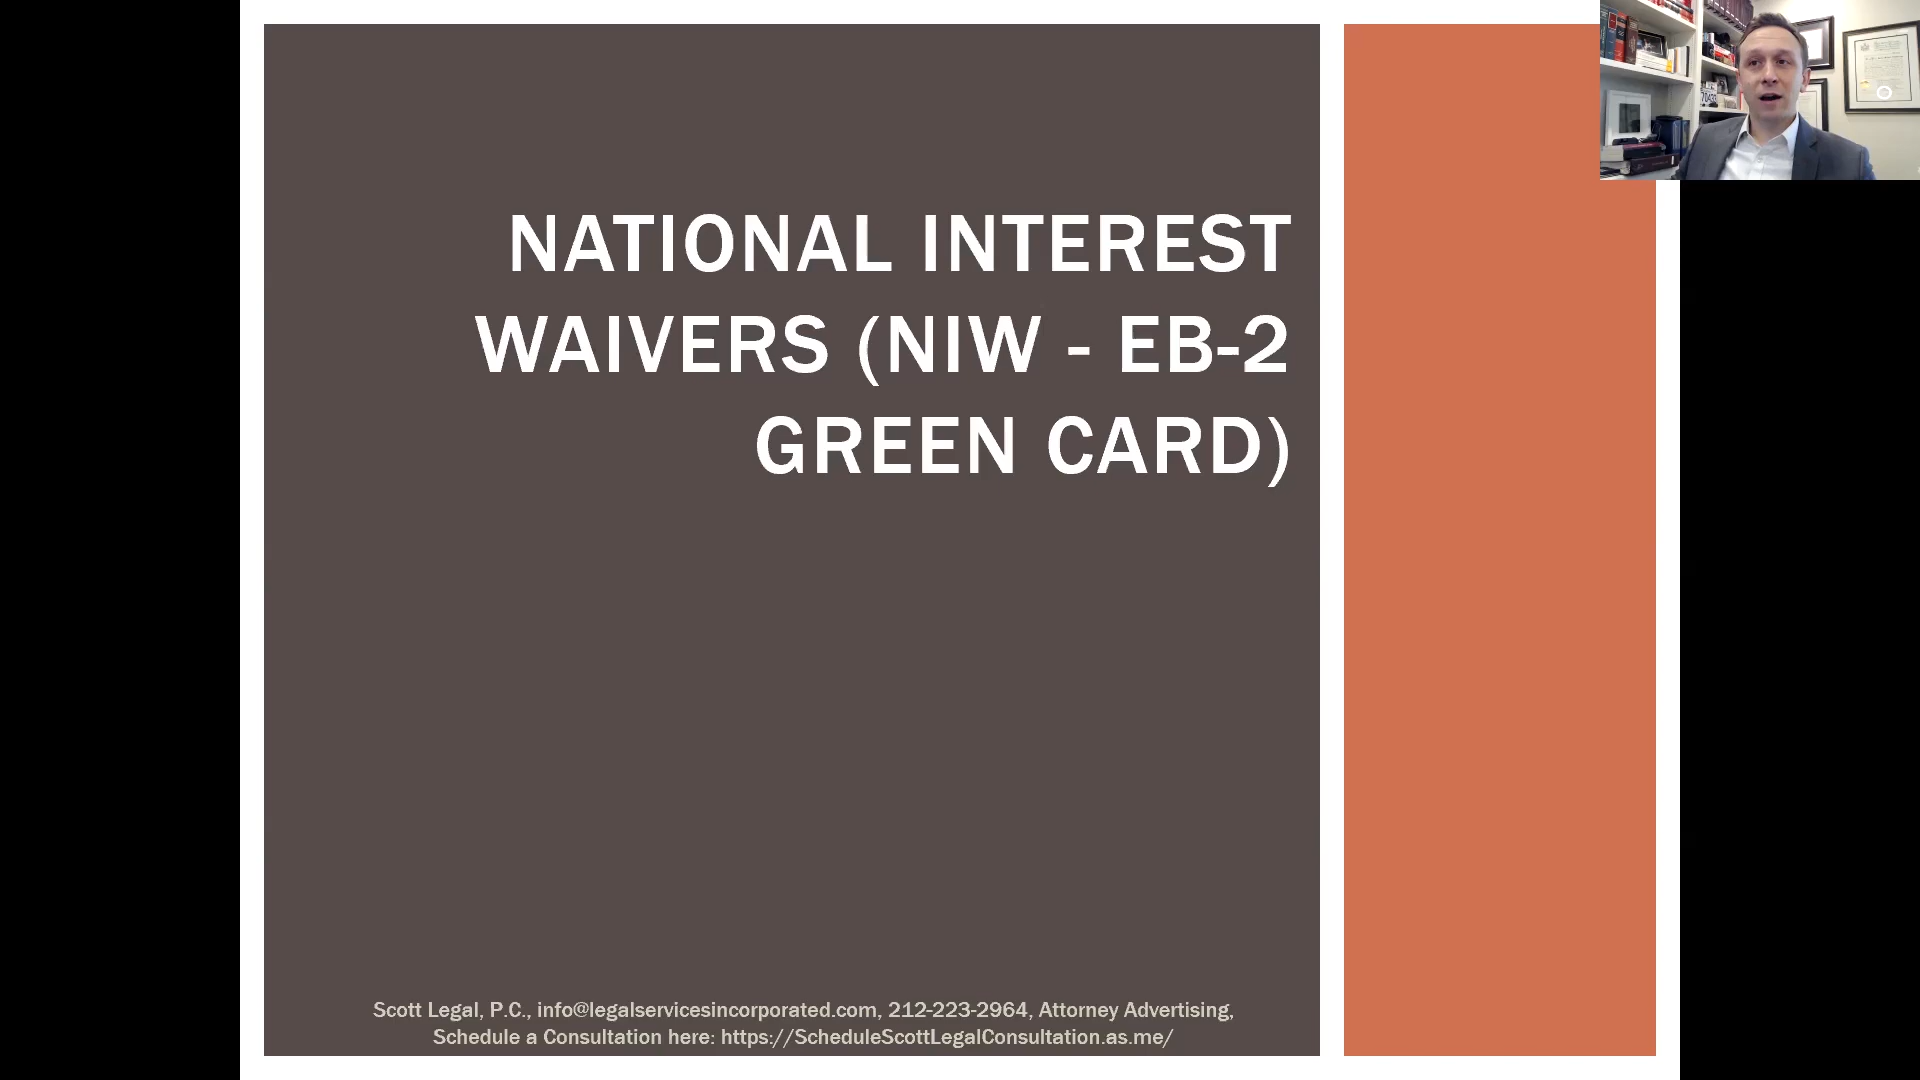 NATIONAL INTEREST
WAIVERS (NIW - EB-2
GREEN CARD)
Scott Legal, P.C., info@legalservicesincorporated.com, 212-223-2964, Attorney Advertising,
Schedule a Consultation here: https://ScheduleScottLegalConsultation.as.me/